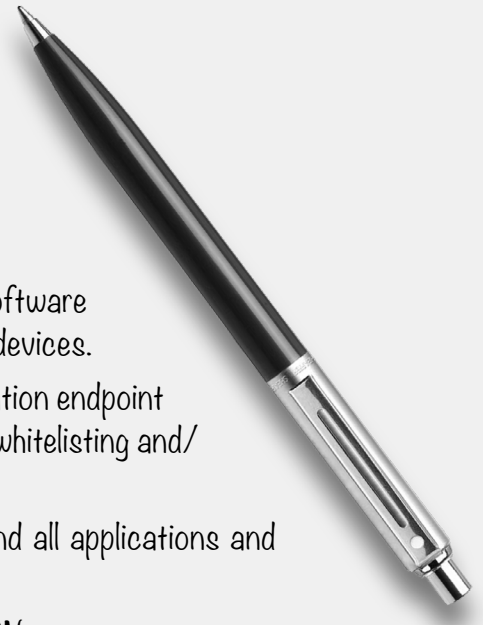 oftware
devices.
tion endpoint
whitelisting and/
nd all applications and